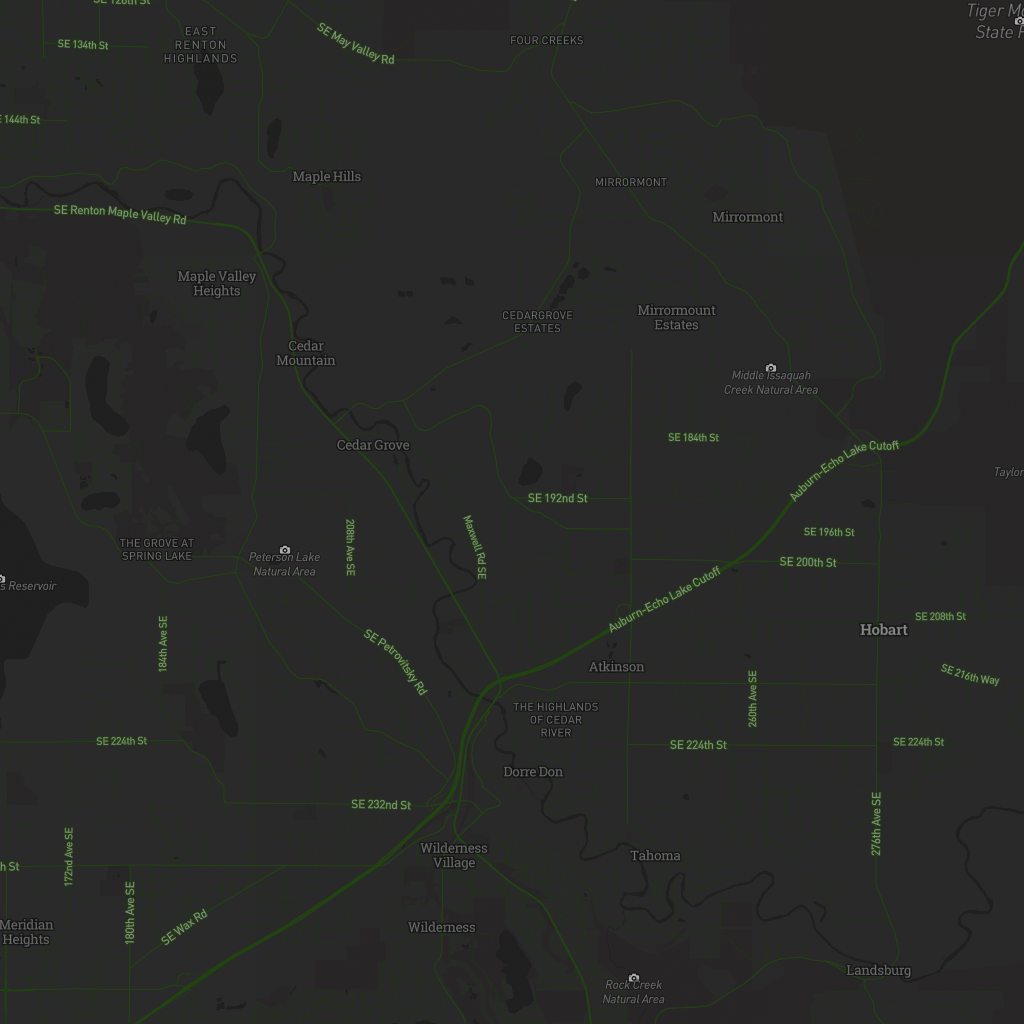 SE 128th St
Tiger M
State F
EAST
RENTON
HIGHLANDS
SE May Valley Rd
FOUR CREEKS
SE 134th St
144th St
Maple Hills
MIRRORMONT
Mirrormont
SE Renton Maple Valley Rd
Maple Valley
Heights
CEDARGROVE
ESTATES
Mirrormount
Estates
Cedar
Mountain
Middle Issaquah
Creek Natural Area
SE 184th St
Cedar Grove
Auburn-Echo Lake Cutoff
Taylor
SE 192nd St
208th Ave SE
Maxwell Rd SE
SE 196th St
THE GROVE AT
SPRING LAKE
Peterson Lake
Natural Area
SE 200th St
s Reservoir
Auburn-Echo Lake Cutoff
SE 208th St
Hobart
184th Ave SE
SE Petrovitsky Rd
Atkinson
SE 216th Way
260th Ave SE
THE HIGHLANDS
OF CEDAR
RIVER
SE 224th St
SE 224th St
SE 224th St
Dorre Don
SE 232nd St
276th Ave SE
Wilderness
Village
Tahoma
h St
172nd Ave SE
180th Ave SE
SE Wax Rd
Meridian
Heights
Wilderness
Landsburg
Rock Creek
Natural Area